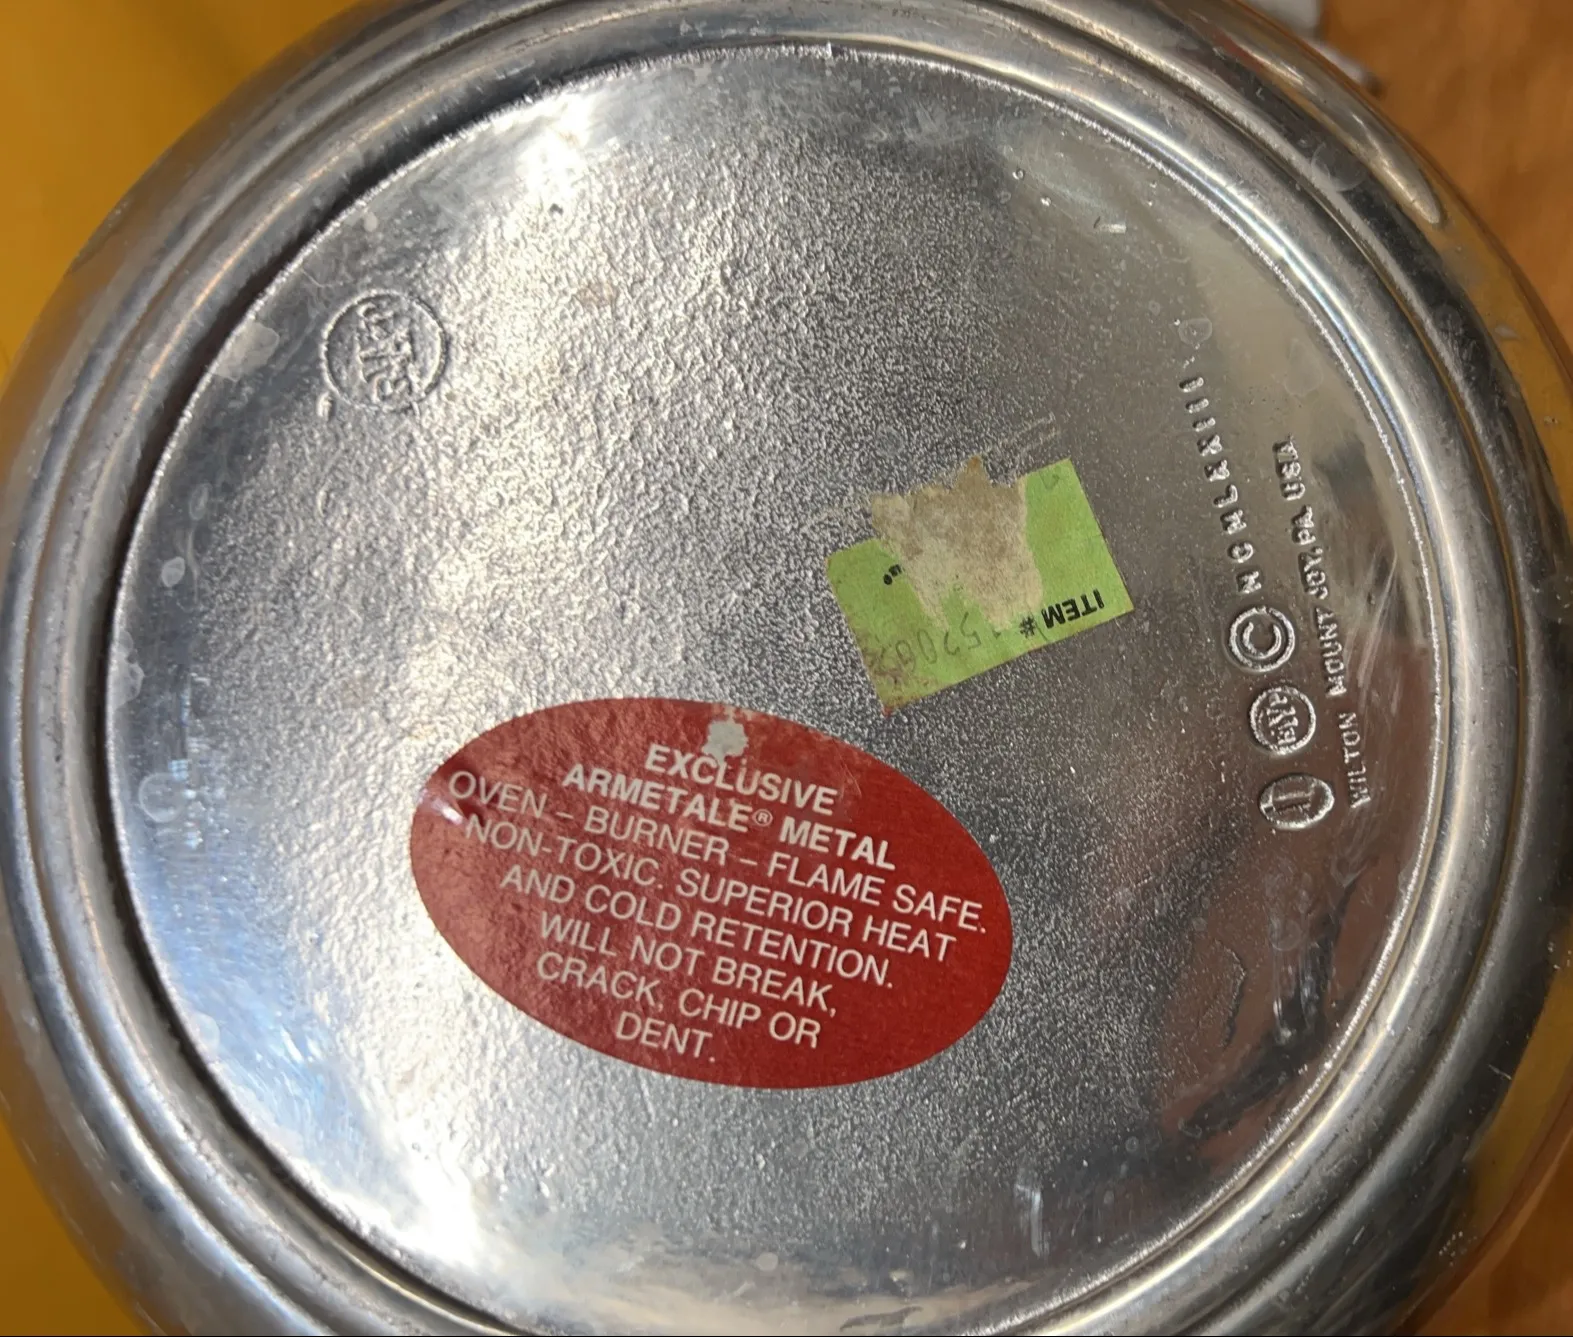 EXCLUSIVE
ARMETALE® METAL
OVEN – BURNER – FLAME SAFE.
NON-TOXIC. SUPERIOR HEAT
AND COLD RETENTION.
WILL NOT BREAK,
CRACK, CHIP OR
DENT.
ITEM #
©
MOUNT JOY, PA. USA